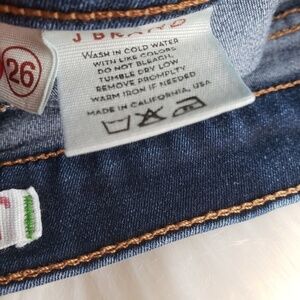 J BRAND
26
WASH IN COLD WATER
WITH LIKE COLORS
DO NOT BLEACH.
TUMBLE DRY LOW
REMOVE PROMPLTY
WARM IRON IF NEEDED
MADE IN CALIFORNIA, USA